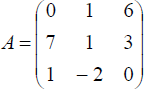 A = ( 0 1 6
7 1 3
1 −2 0 )